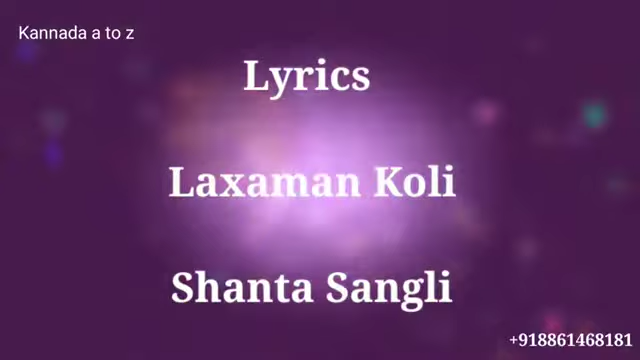 Kannada a to z
Lyrics
Laxaman Koli
Shanta Sangli
+918861468181